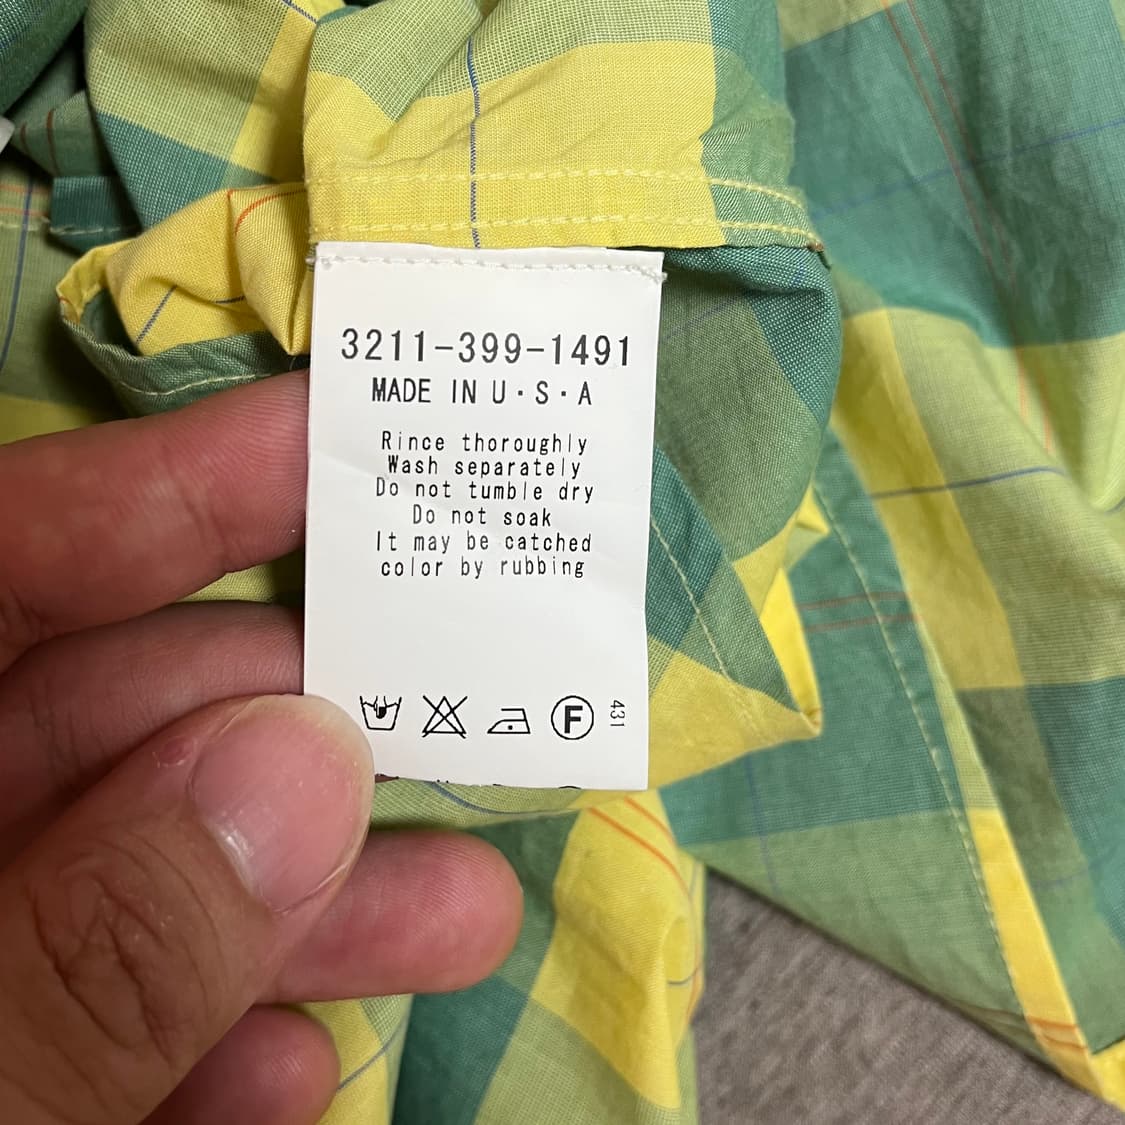 3211-399-1491
MADE IN U・S・A
Rince thoroughly
Wash separately
Do not tumble dry
Do not soak
It may be catched
color by rubbing
F
431